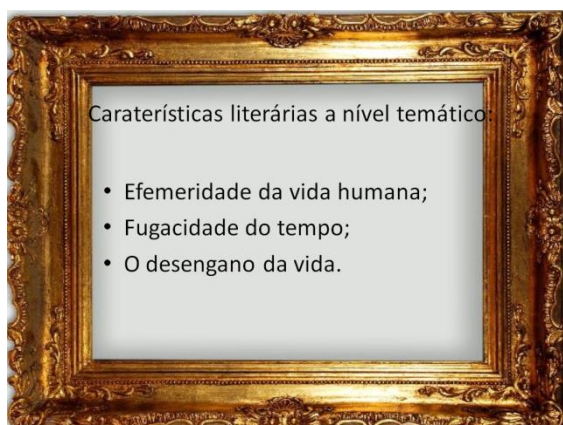 Caraterísticas literárias a nível temático:
• Efemeridade da vida humana;
• Fugacidade do tempo;
• O desengano da vida.